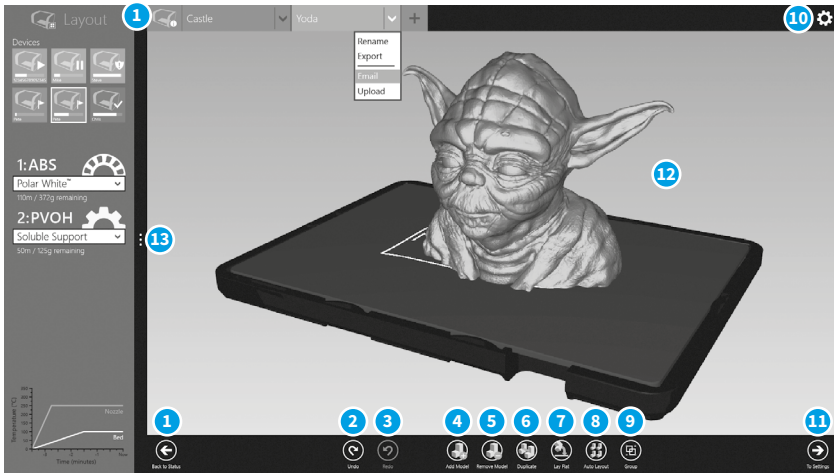 Layout
1
Castle
Yoda
+
10
Devices
Rename
Export
Email
Upload
1:ABS
Polar White™
110m / 372g remaining
2:PVOH
Soluble Support
50m / 125g remaining
12
13
Temperature (°C)
Nozzle
Bed
Time (minutes)
1
2
3
4
5
6
7
8
9
11
Back to Status
Undo
Redo
Add Model
Remove Model
Duplicate
Lay Flat
Auto Layout
Group
To Settings